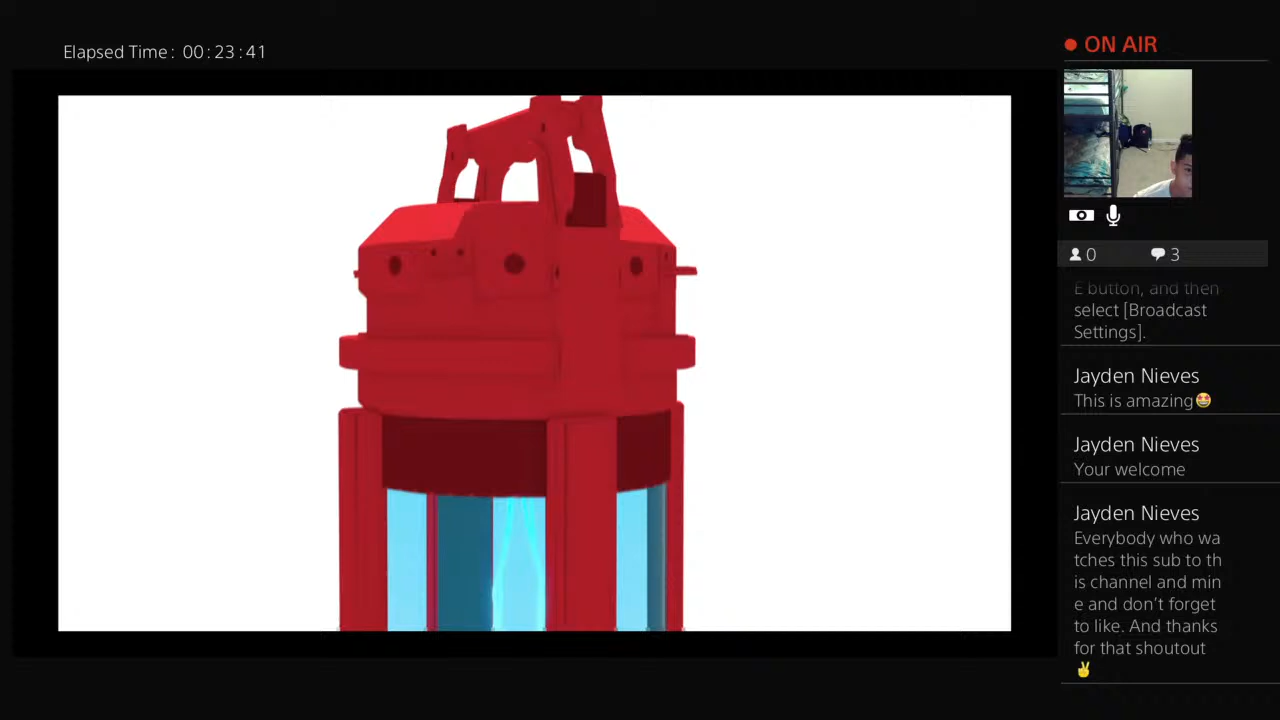 Elapsed Time: 00:23:41
ON AIR
0
3
E button, and then
select [Broadcast
Settings].
Jayden Nieves
This is amazing🤩
Jayden Nieves
Your welcome
Jayden Nieves
Everybody who wa
tches this sub to th
is channel and min
e and don't forget
to like. And thanks
for that shoutout
✌️